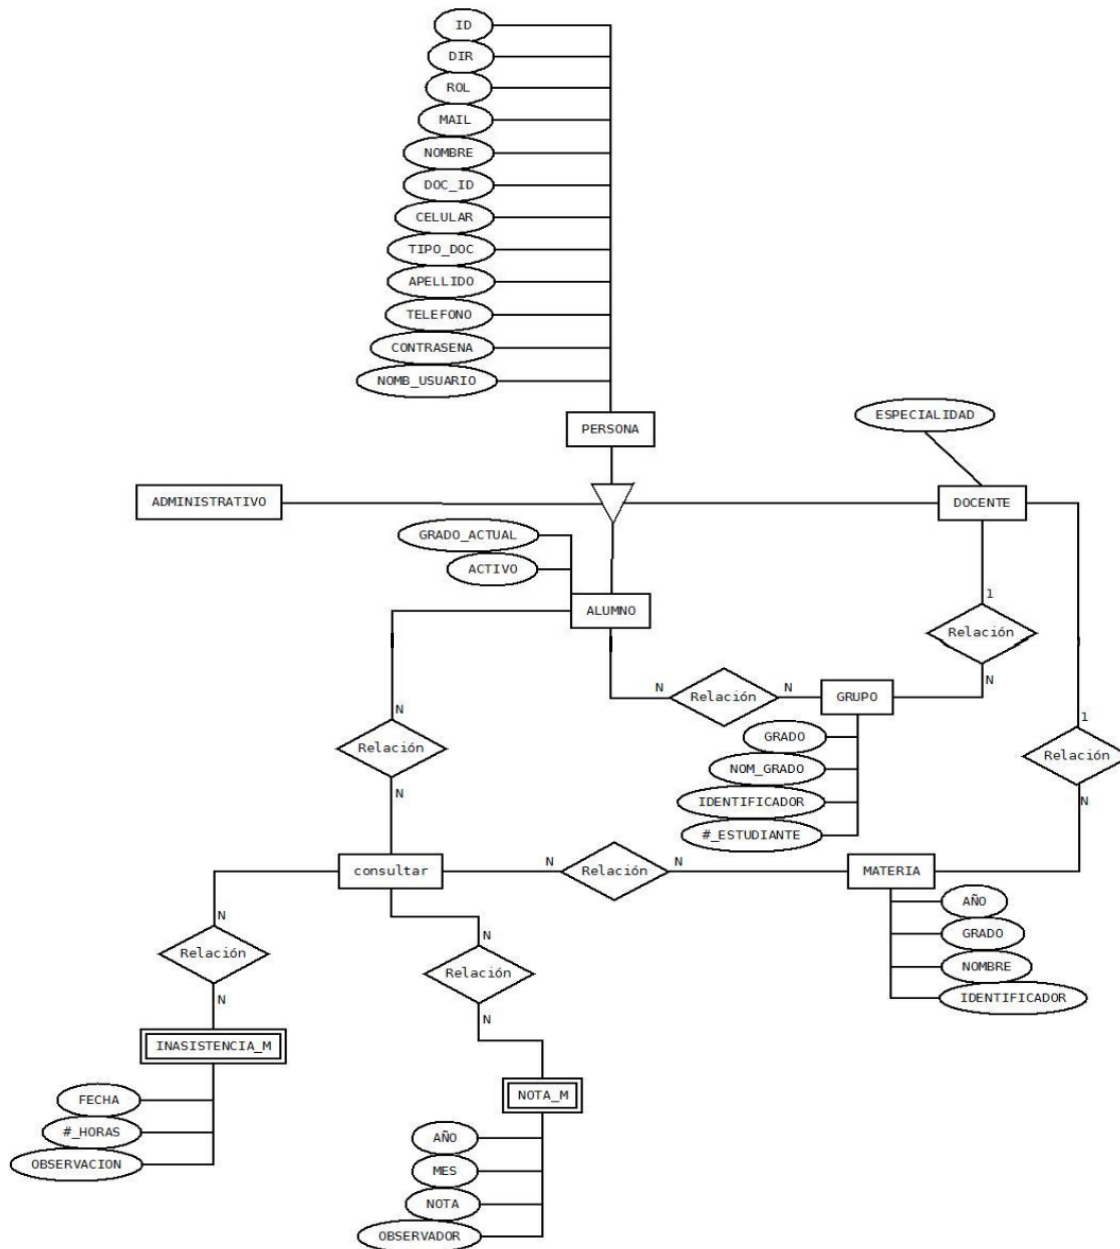 ID
DIR
ROL
MAIL
NOMBRE
DOC_ID
CELULAR
TIPO_DOC
APELLIDO
TELEFONO
CONTRASENA
NOMB_USUARIO
PERSONA
ESPECIALIDAD
ADMINISTRATIVO
DOCENTE
GRADO_ACTUAL
ACTIVO
ALUMNO
1
Relación
N
N
Relación
N
GRUPO
GRADO
NOM_GRADO
IDENTIFICADOR
#_ESTUDIANTE
1
Relación
N
N
Relación
N
consultar
N
Relación
N
MATERIA
AÑO
GRADO
NOMBRE
IDENTIFICADOR
N
Relación
N
N
Relación
N
INASISTENCIA_M
FECHA
#_HORAS
OBSERVACION
NOTA_M
AÑO
MES
NOTA
OBSERVADOR